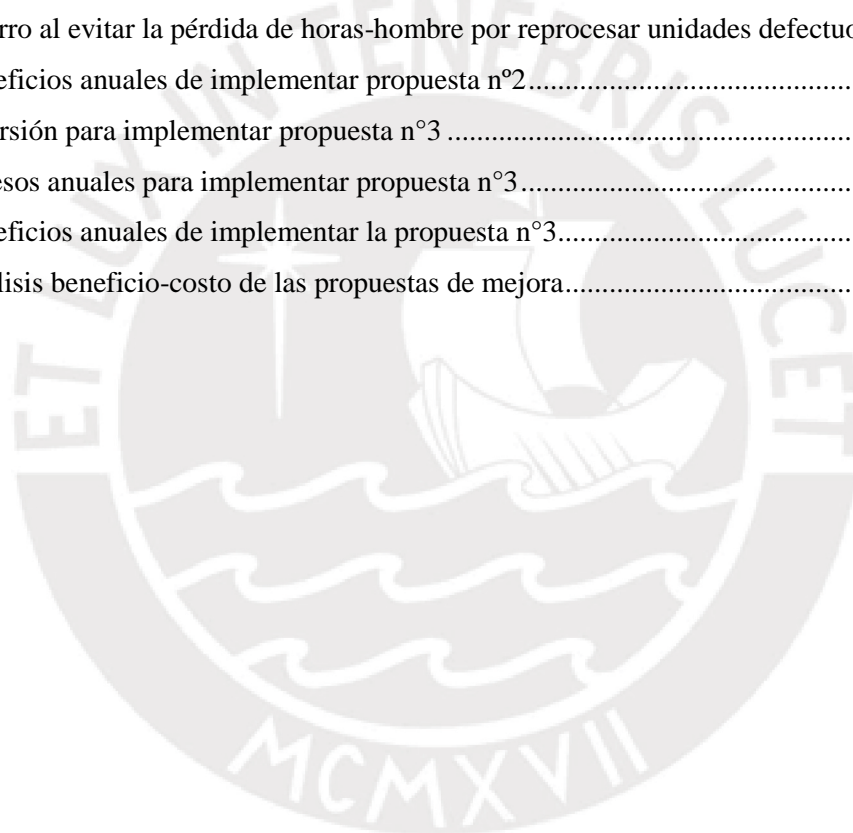 rro al evitar la pérdida de horas-hombre por reprocesar unidades defectuo
eficios anuales de implementar propuesta nº2..........................................
ersión para implementar propuesta n°3 .....................................................
esos anuales para implementar propuesta n°3...........................................
eficios anuales de implementar la propuesta n°3......................................
lisis beneficio-costo de las propuestas de mejora.....................................
ET LUX IN TENEBRIS LUCET
MCMXVII